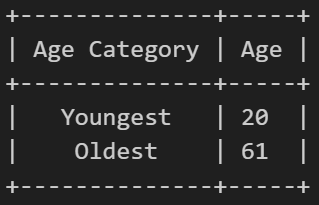 +--------------+-----+
| Age Category | Age |
+--------------+-----+
|   Youngest   | 20  |
|    Oldest    | 61  |
+--------------+-----+